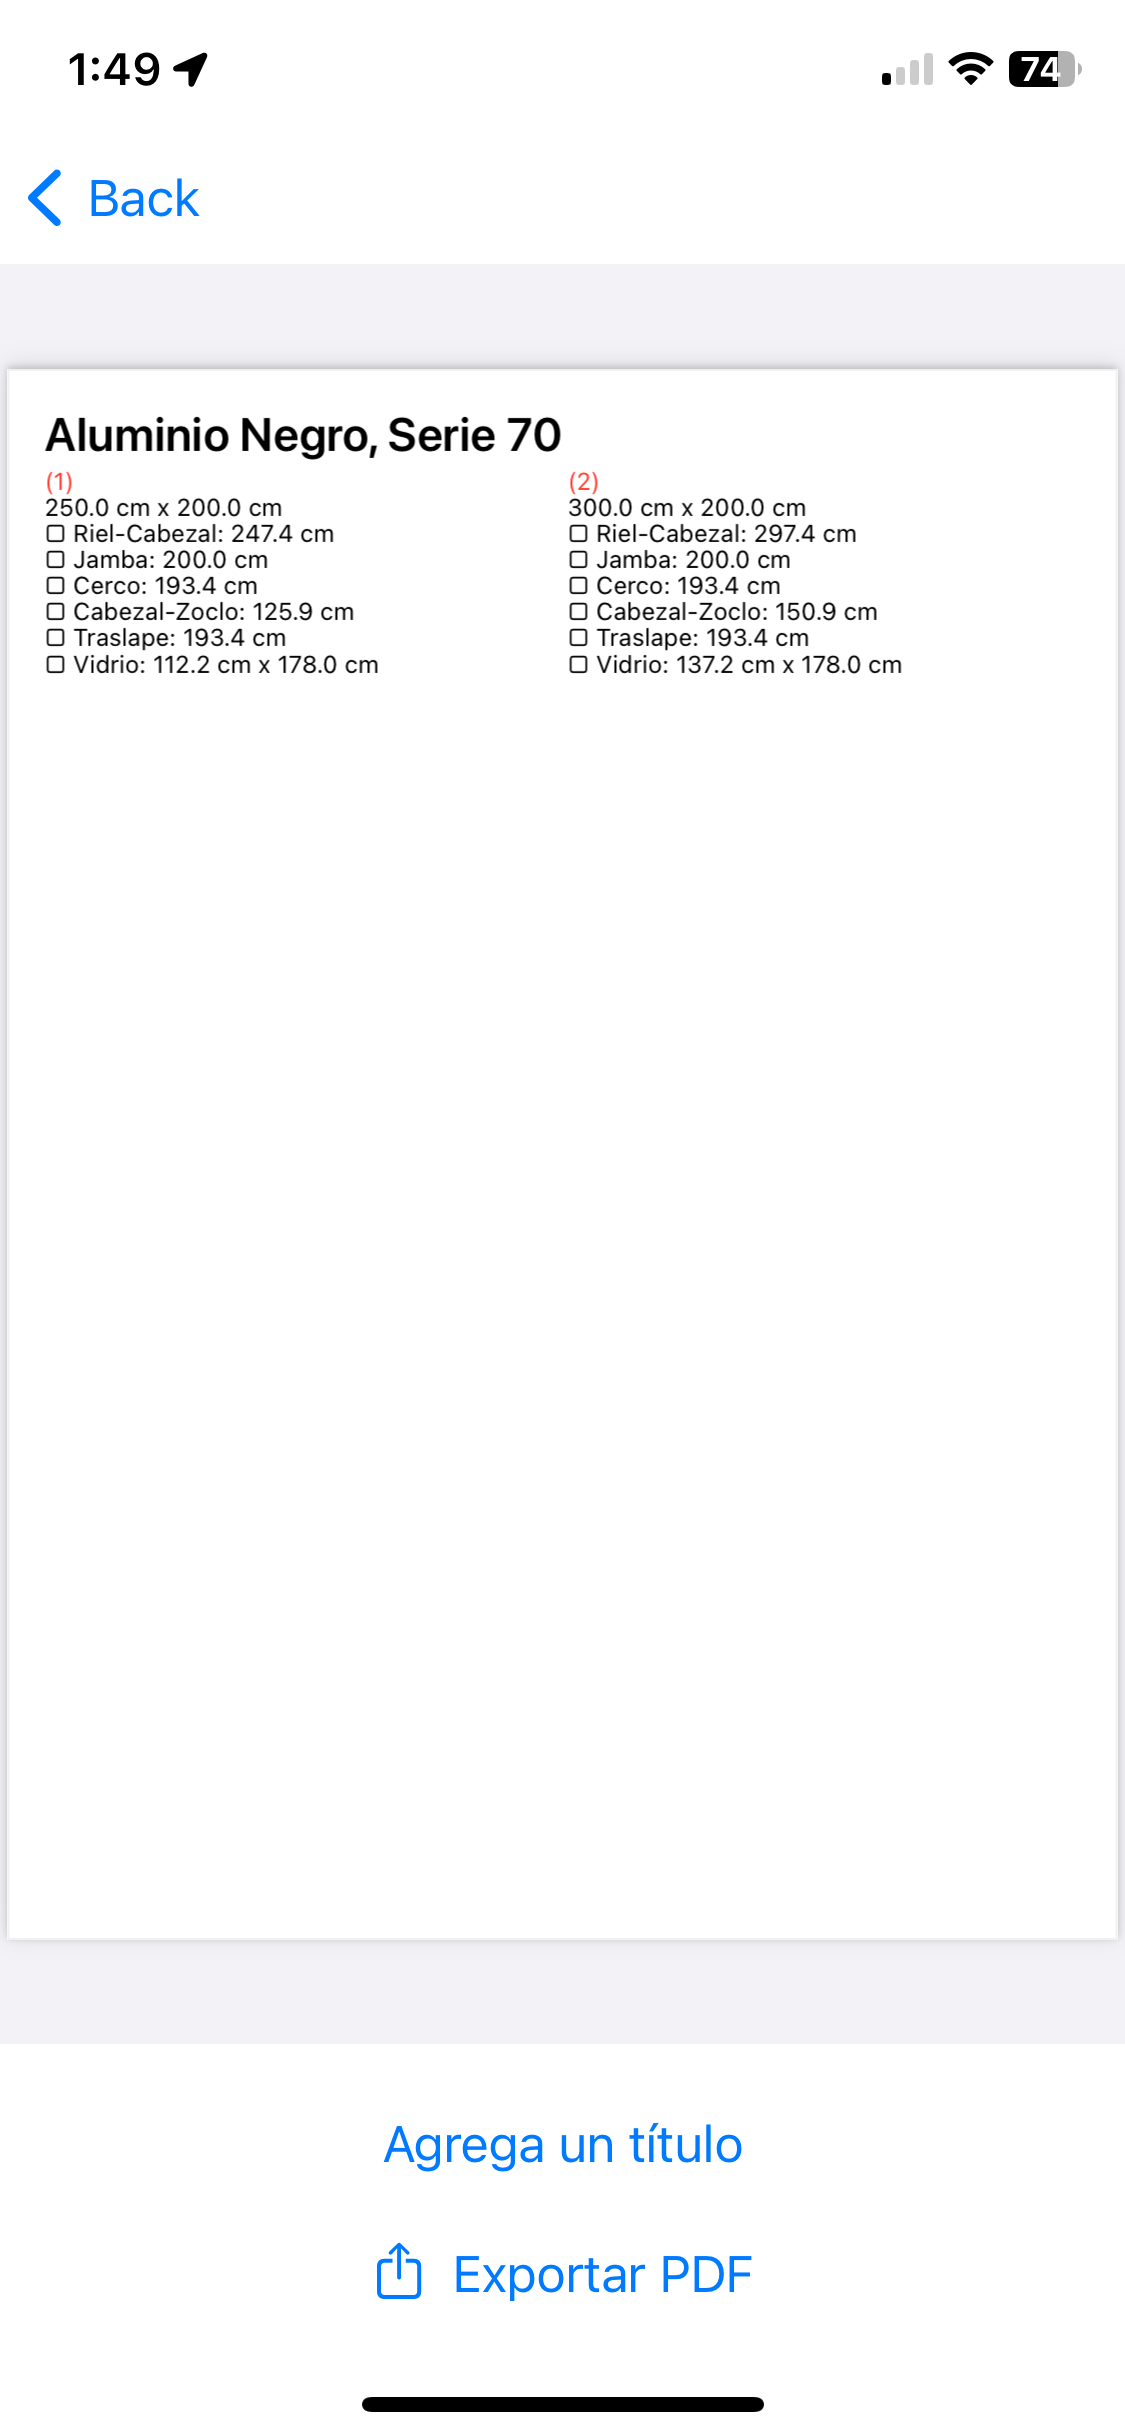 1:49
74
Back
Aluminio Negro, Serie 70
(1)
250.0 cm x 200.0 cm
Riel-Cabezal: 247.4 cm
Jamba: 200.0 cm
Cerco: 193.4 cm
Cabezal-Zoclo: 125.9 cm
Traslape: 193.4 cm
Vidrio: 112.2 cm x 178.0 cm
(2)
300.0 cm x 200.0 cm
Riel-Cabezal: 297.4 cm
Jamba: 200.0 cm
Cerco: 193.4 cm
Cabezal-Zoclo: 150.9 cm
Traslape: 193.4 cm
Vidrio: 137.2 cm x 178.0 cm
Agrega un título
Exportar PDF